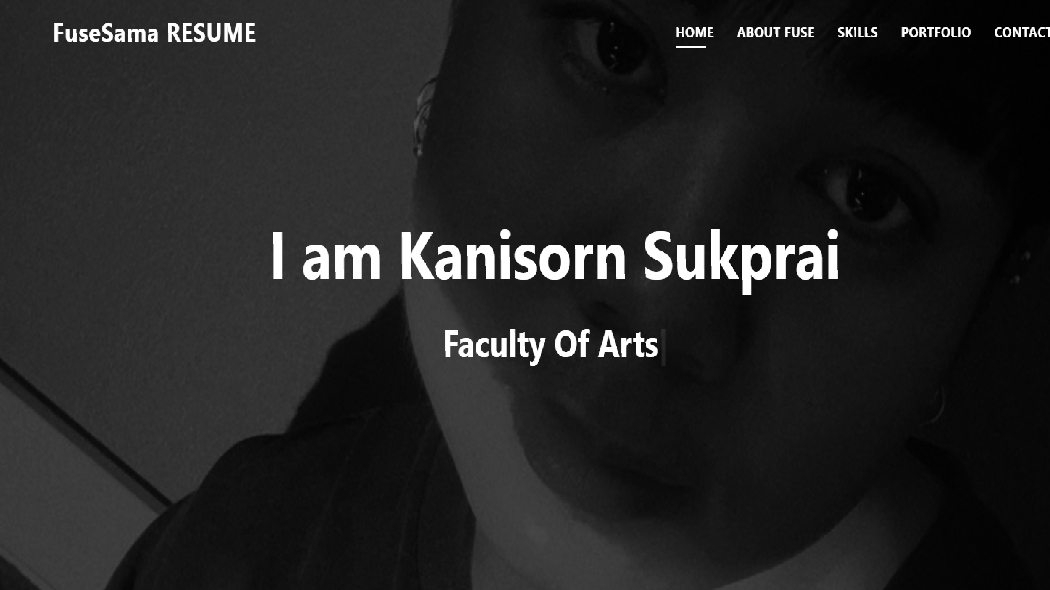 FuseSama RESUME
HOME ABOUT FUSE SKILLS PORTFOLIO CONTACT
I am Kanisorn Sukprai
Faculty Of Arts